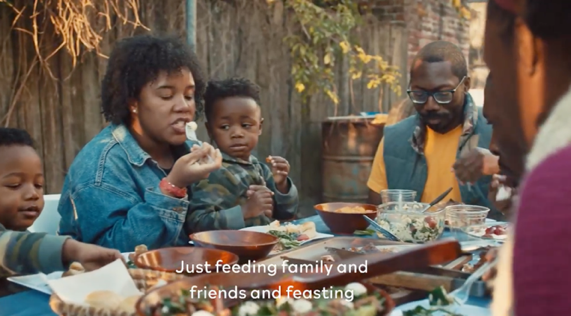 Just feeding family and
friends and feasting